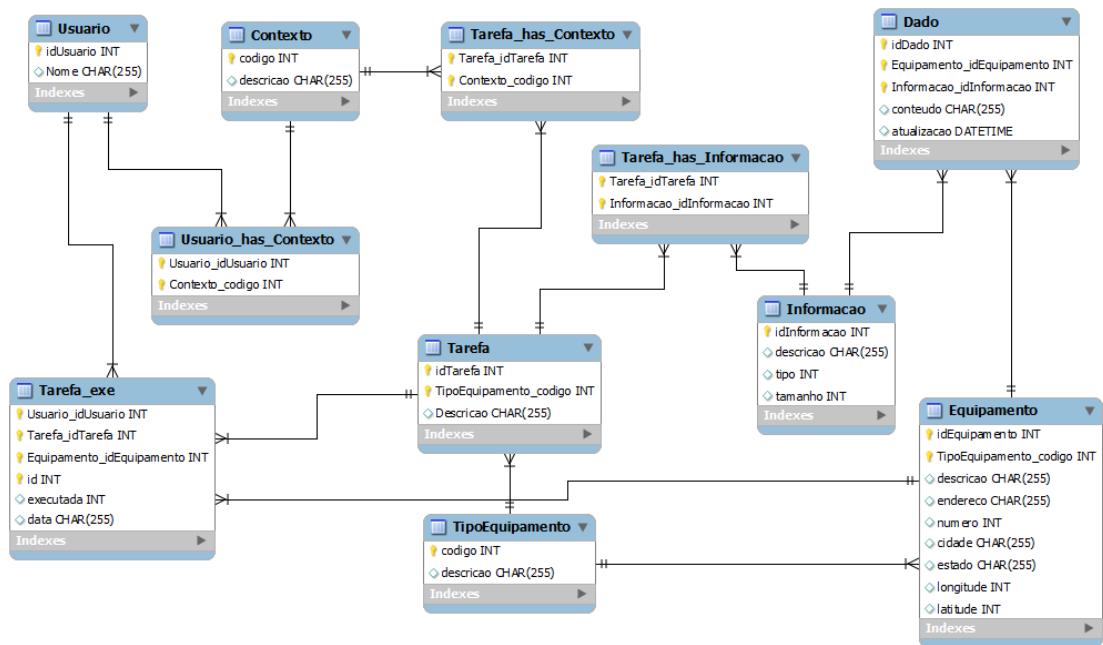 Usuario
idUsuario INT
Nome CHAR(255)
Indexes
Contexto
codigo INT
descricao CHAR(255)
Indexes
Tarefa_has_Contexto
Tarefa_idTarefa INT
Contexto_codigo INT
Indexes
Dado
idDado INT
Equipamento_idEquipamento INT
Informacao_idInformacao INT
conteudo CHAR(255)
atualizacao DATETIME
Indexes
Tarefa_has_Informacao
Tarefa_idTarefa INT
Informacao_idInformacao INT
Indexes
Usuario_has_Contexto
Usuario_idUsuario INT
Contexto_codigo INT
Indexes
Informacao
idInformacao INT
descricao CHAR(255)
tipo INT
tamanho INT
Indexes
Tarefa
idTarefa INT
TipoEquipamento_codigo INT
Descricao CHAR(255)
Indexes
Tarefa_exe
Usuario_idUsuario INT
Tarefa_idTarefa INT
Equipamento_idEquipamento INT
id INT
executada INT
data CHAR(255)
Indexes
Equipamento
idEquipamento INT
TipoEquipamento_codigo INT
descricao CHAR(255)
endereco CHAR(255)
numero INT
cidade CHAR(255)
estado CHAR(255)
longitude INT
latitude INT
Indexes
TipoEquipamento
codigo INT
descricao CHAR(255)
Indexes